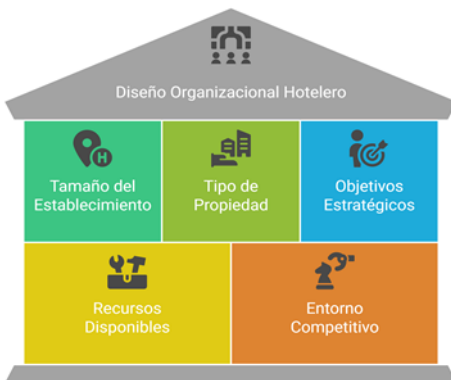 Diseño Organizacional Hotelero
H
Tamaño del
Establecimiento
Tipo de
Propiedad
Objetivos
Estratégicos
Recursos
Disponibles
Entorno
Competitivo